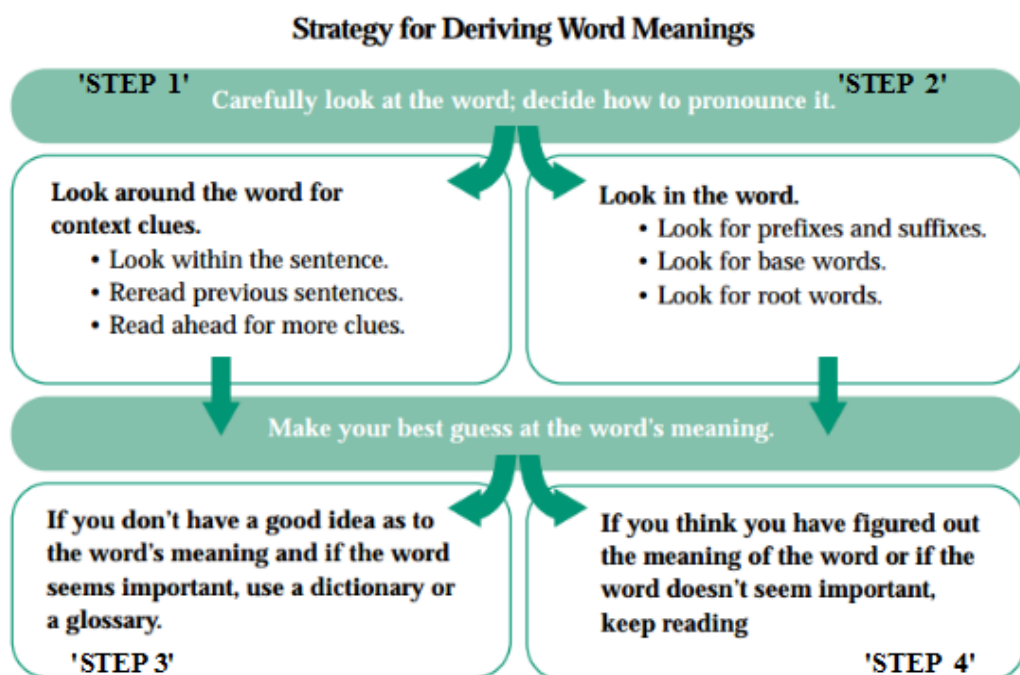 Strategy for Deriving Word Meanings
'STEP 1'
'STEP 2'
Carefully look at the word; decide how to pronounce it.
Look around the word for
context clues.
• Look within the sentence.
• Reread previous sentences.
• Read ahead for more clues.
Look in the word.
• Look for prefixes and suffixes.
• Look for base words.
• Look for root words.
Make your best guess at the word's meaning.
If you don't have a good idea as to
the word's meaning and if the word
seems important, use a dictionary or
a glossary.
'STEP 3'
If you think you have figured out
the meaning of the word or if the
word doesn't seem important,
keep reading
'STEP 4'